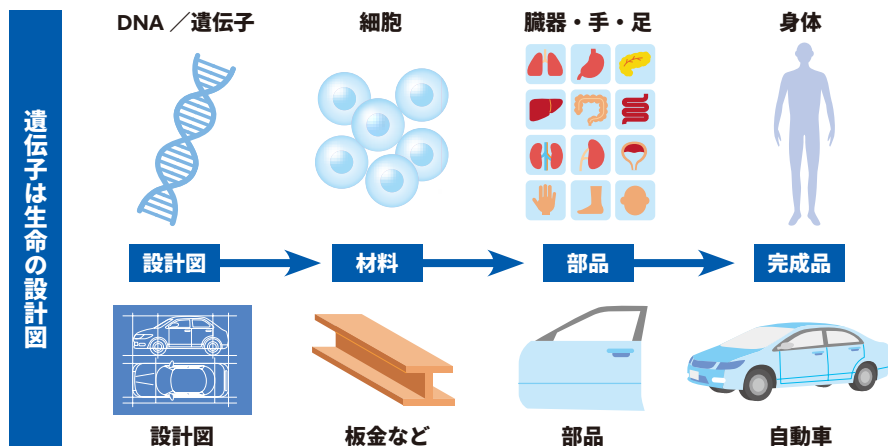 遺伝子は生命の設計図
DNA ／遺伝子
細胞
臓器・手・足
身体
設計図
材料
部品
完成品
設計図
板金など
部品
自動車